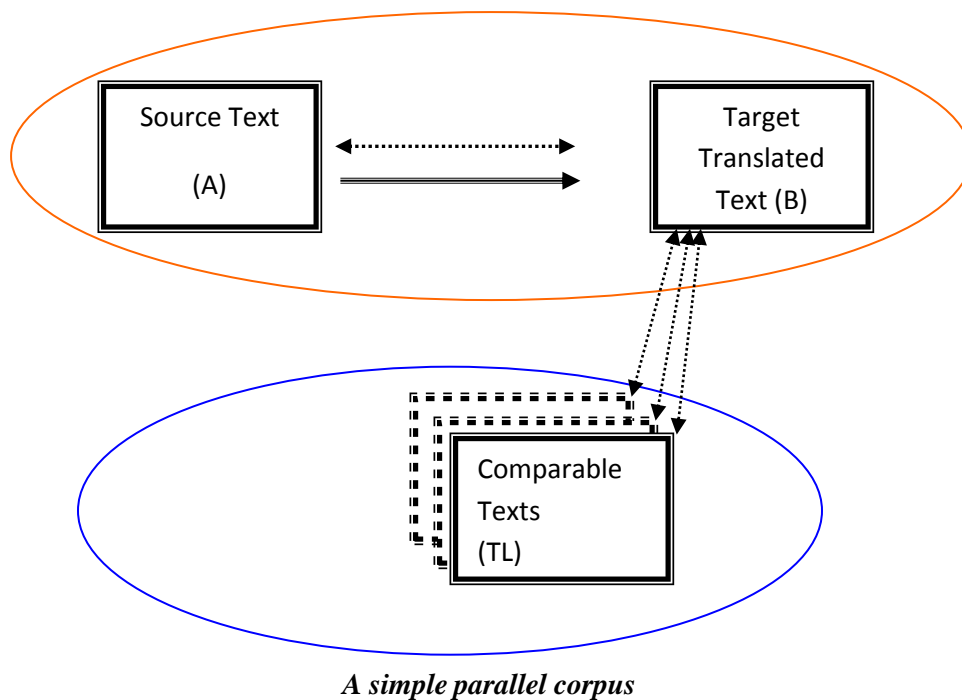 Source Text
(A)
Target
Translated
Text (B)
Comparable
Texts
(TL)
A simple parallel corpus